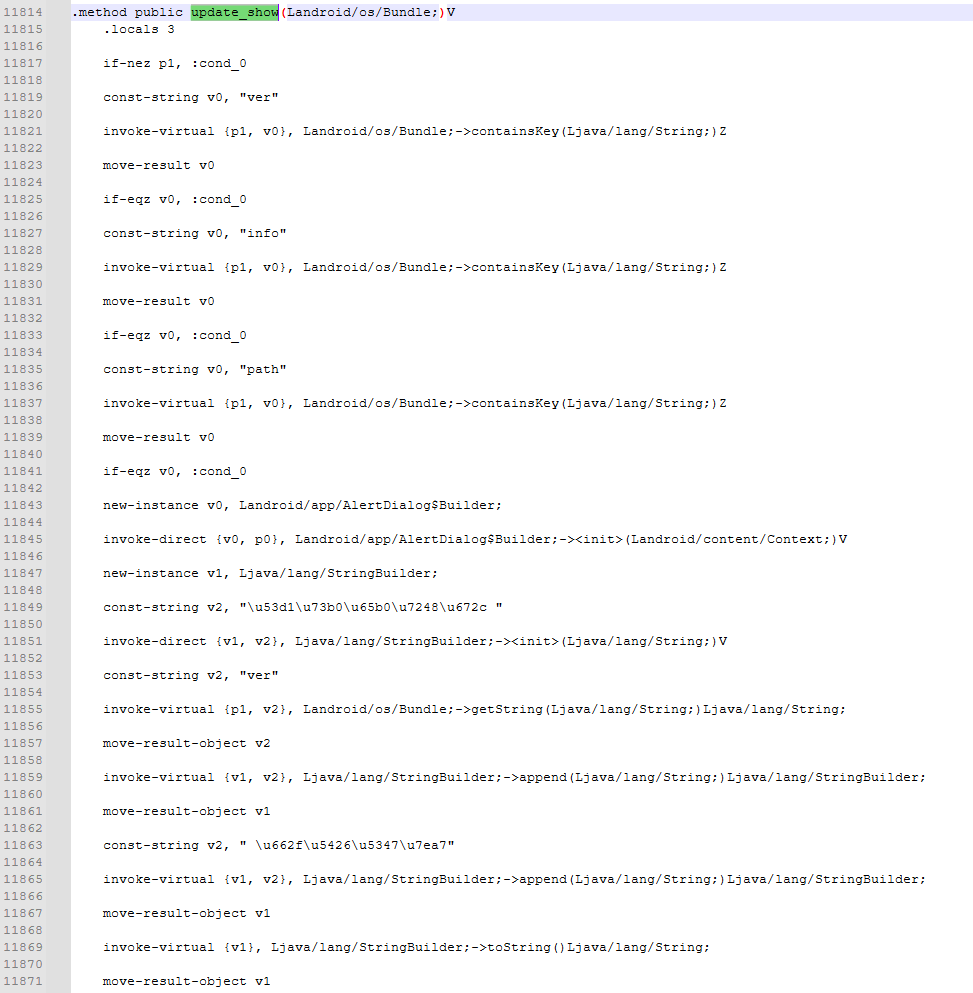 11814 .method public update_show(Landroid/os/Bundle;)V
11815 .locals 3
11816
11817 if-nez p1, :cond_0
11818
11819 const-string v0, "ver"
11820
11821 invoke-virtual {p1, v0}, Landroid/os/Bundle;->containsKey(Ljava/lang/String;)Z
11822
11823 move-result v0
11824
11825 if-eqz v0, :cond_0
11826
11827 const-string v0, "info"
11828
11829 invoke-virtual {p1, v0}, Landroid/os/Bundle;->containsKey(Ljava/lang/String;)Z
11830
11831 move-result v0
11832
11833 if-eqz v0, :cond_0
11834
11835 const-string v0, "path"
11836
11837 invoke-virtual {p1, v0}, Landroid/os/Bundle;->containsKey(Ljava/lang/String;)Z
11838
11839 move-result v0
11840
11841 if-eqz v0, :cond_0
11842
11843 new-instance v0, Landroid/app/AlertDialog$Builder;
11844
11845 invoke-direct {v0, p0}, Landroid/app/AlertDialog$Builder;-><init>(Landroid/content/Context;)V
11846
11847 new-instance v1, Ljava/lang/StringBuilder;
11848
11849 const-string v2, "\u53d1\u73b0\u65b0\u7248\u672c "
11850
11851 invoke-direct {v1, v2}, Ljava/lang/StringBuilder;-><init>(Ljava/lang/String;)V
11852
11853 const-string v2, "ver"
11854
11855 invoke-virtual {p1, v2}, Landroid/os/Bundle;->getString(Ljava/lang/String;)Ljava/lang/String;
11856
11857 move-result-object v2
11858
11859 invoke-virtual {v1, v2}, Ljava/lang/StringBuilder;->append(Ljava/lang/String;)Ljava/lang/StringBuilder;
11860
11861 move-result-object v1
11862
11863 const-string v2, " \u662f\u5426\u5347\u7ea7"
11864
11865 invoke-virtual {v1, v2}, Ljava/lang/StringBuilder;->append(Ljava/lang/String;)Ljava/lang/StringBuilder;
11866
11867 move-result-object v1
11868
11869 invoke-virtual {v1}, Ljava/lang/StringBuilder;->toString()Ljava/lang/String;
11870
11871 move-result-object v1